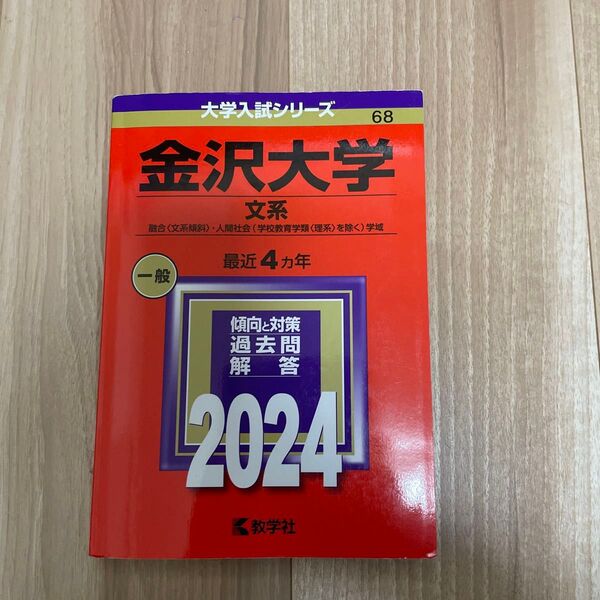 大学入試シリーズ
68
金沢大学
文系
融合〈文系傾斜〉・人間社会(学校教育学類〈理系〉を除く)学域
最近4カ年
一般
傾向と対策
過去問
解答
2024
教学社